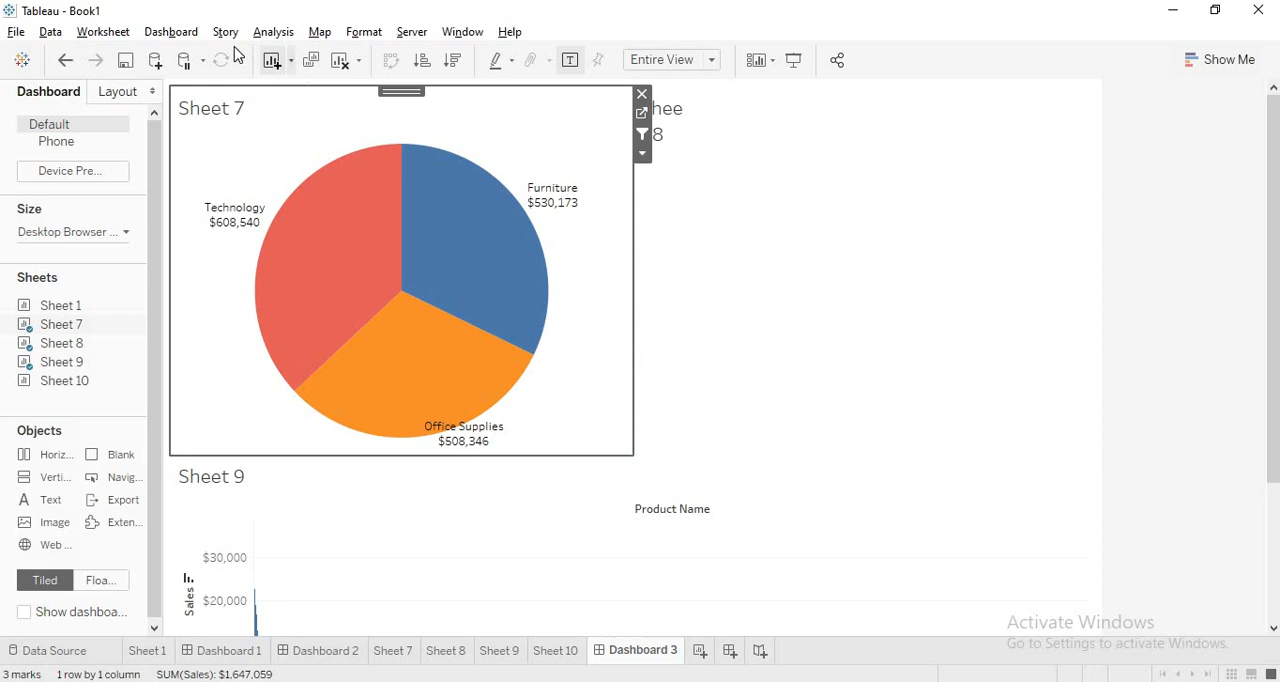 Tableau - Book1
File Data Worksheet Dashboard Story Analysis Map Format Server Window Help
Entire View
Show Me
Dashboard Layout
Default
Phone
Device Pre...
Size
Desktop Browser ...
Sheets
Sheet 1
Sheet 7
Sheet 8
Sheet 9
Sheet 10
Objects
Horiz... Blank
Verti... Navig...
Text Export
Image Exten...
Web ...
Tiled Floa...
Show dashboa...
Sheet 7
Technology
$608,540
Furniture
$530,173
Office Supplies
$508,346
hee
8
Sheet 9
Product Name
$30,000
$20,000
Sales
Activate Windows
Go to Settings to activate Windows.
Data Source Sheet 1 Dashboard 1 Dashboard Sheet 7 Sheet 8 Sheet 9 Sheet 10 Dashboard 3
3 marks 1 row by 1 column SUM(Sales): $1,647,059